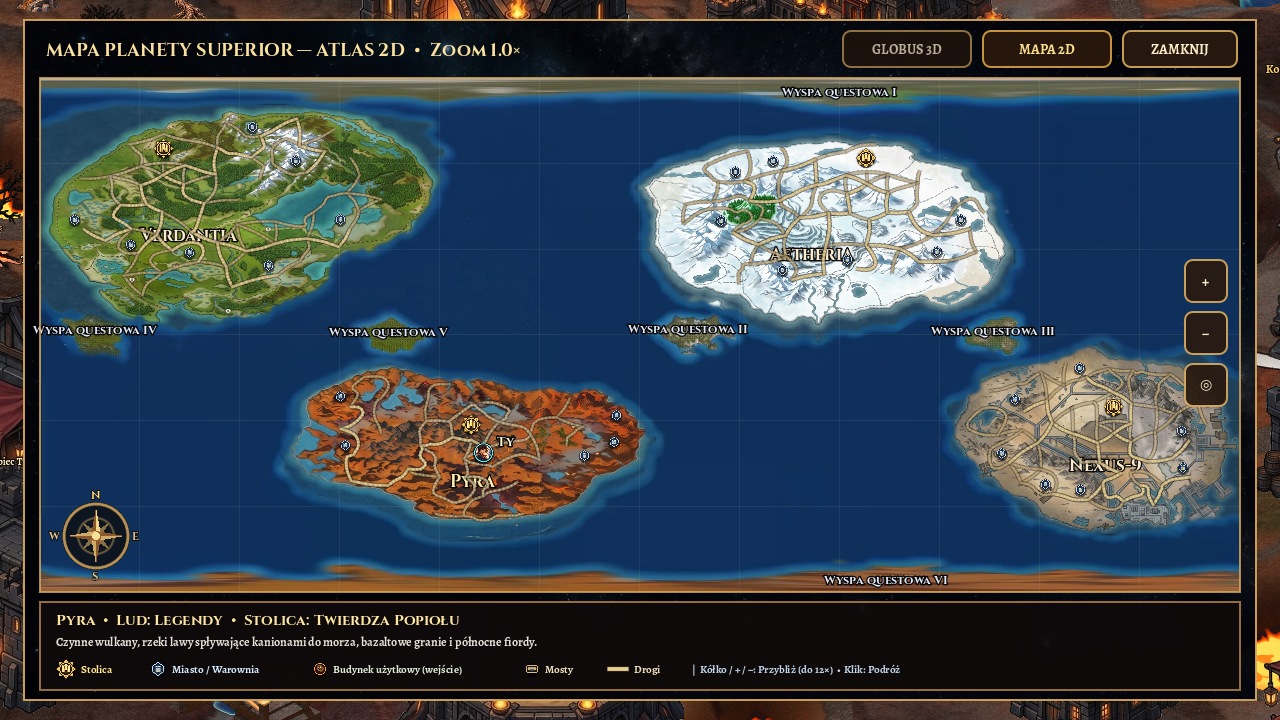 MAPA PLANETY SUPERIOR — ATLAS 2D • ZOOM 1.0×
GLOBUS 3D
MAPA 2D
ZAMKNIJ
WYSPA QUESTOWA I
VERDANTIA
AETHERIA
WYSPA QUESTOWA IV
WYSPA QUESTOWA V
WYSPA QUESTOWA II
WYSPA QUESTOWA III
+
−
◎
TY
PYRA
NEXUS-9
N
W
E
S
WYSPA QUESTOWA VI
PYRA • LUD: LEGENDY • STOLICA: TWIERDZA POPIOŁU
Czynne wulkany, rzeki lawy spływające kanionami do morza, bazaltowe granie i północne fiordy.
Stolica
Miasto / Warownia
Budynek użytkowy (wejście)
Mosty
Drogi
| Kółko / + / −: Przybliż (do 12×) • Klik: Podróż